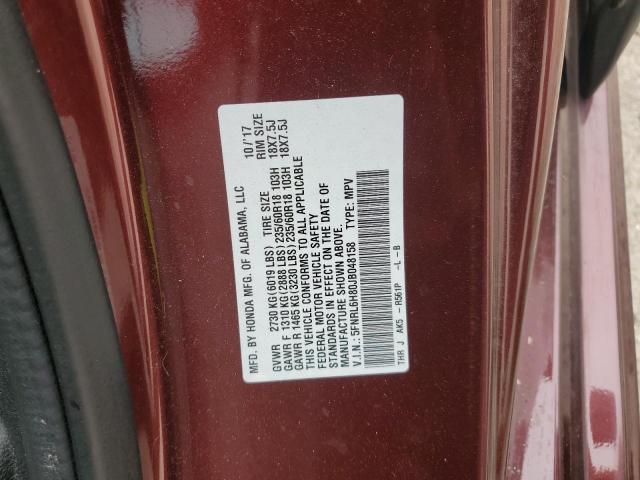 MFD. BY HONDA MFG. OF ALABAMA, LLC 10/'17
GVWR 2730 KG(6019 LBS) TIRE SIZE RIM SIZE
GAWR F 1310 KG(2888 LBS)235/60R18 103H 18X7.5J
GAWR R 1465 KG(3230 LBS)235/60R18 103H 18X7.5J
THIS VEHICLE CONFORMS TO ALL APPLICABLE
FEDERAL MOTOR VEHICLE SAFETY
STANDARDS IN EFFECT ON THE DATE OF
MANUFACTURE SHOWN ABOVE.
V.I.N.: 5FNRL6H80JB048158 TYPE: MPV
THR J AK5 - R561P -L-B